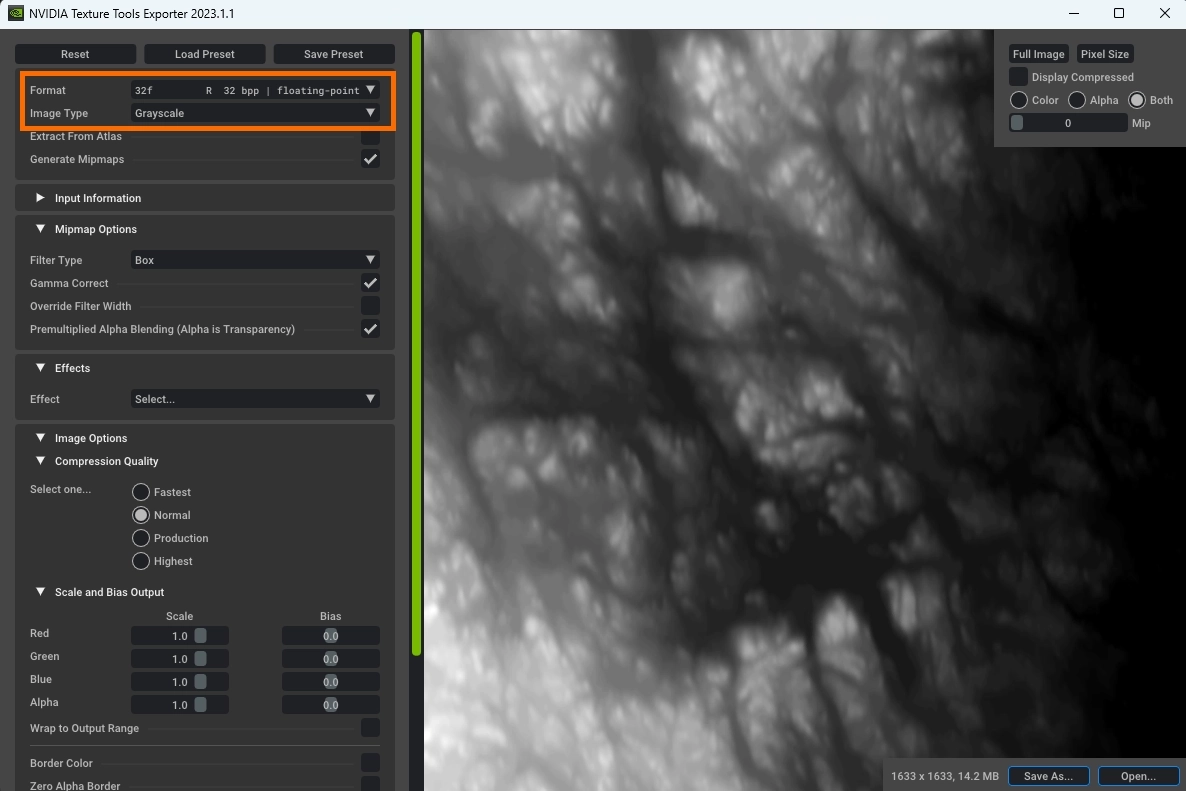 NVIDIA Texture Tools Exporter 2023.1.1
Reset Load Preset Save Preset
Format 32f R 32 bpp | floating-point
Image Type Grayscale
Extract From Atlas
Generate Mipmaps
Input Information
Mipmap Options
Filter Type Box
Gamma Correct
Override Filter Width
Premultiplied Alpha Blending (Alpha is Transparency)
Effects
Effect Select...
Image Options
Compression Quality
Select one...
Fastest
Normal
Production
Highest
Scale and Bias Output
Scale Bias
Red 1.0 0.0
Green 1.0 0.0
Blue 1.0 0.0
Alpha 1.0 0.0
Wrap to Output Range
Border Color
Zero Alpha Border
Full Image Pixel Size
Display Compressed
Color Alpha Both
0 Mip
1633 x 1633, 14.2 MB Save As... Open...